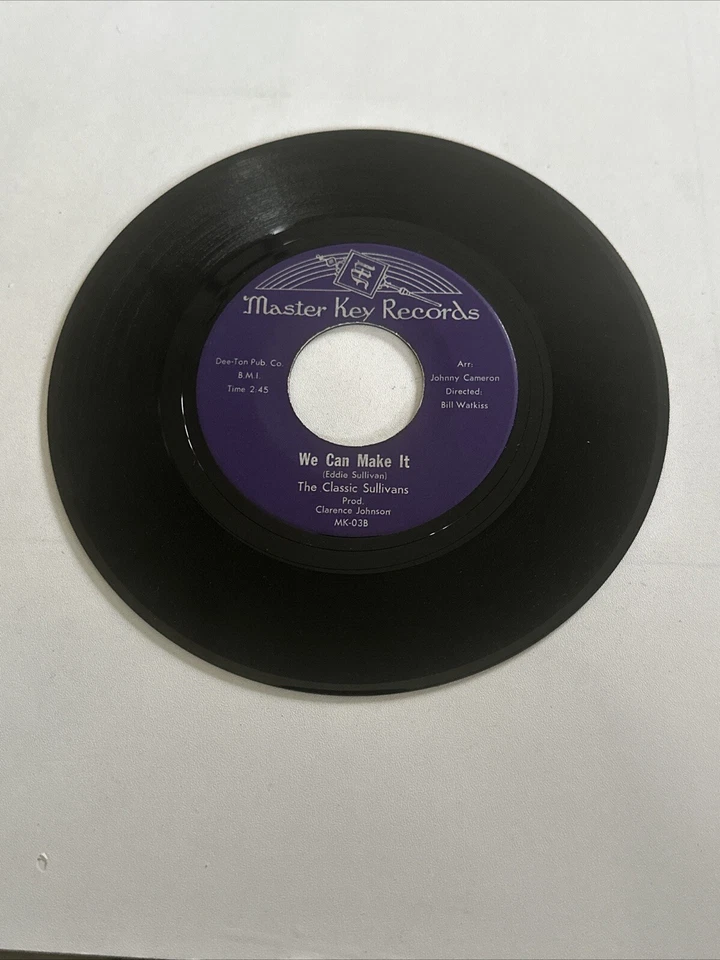 Master Key Records
Dee-Ton Pub. Co.
B.M.I.
Time 2:45
Arr:
Johnny Cameron
Directed:
Bill Watkiss
We Can Make It
(Eddie Sullivan)
The Classic Sullivans
Prod.
Clarence Johnson
MK-03B